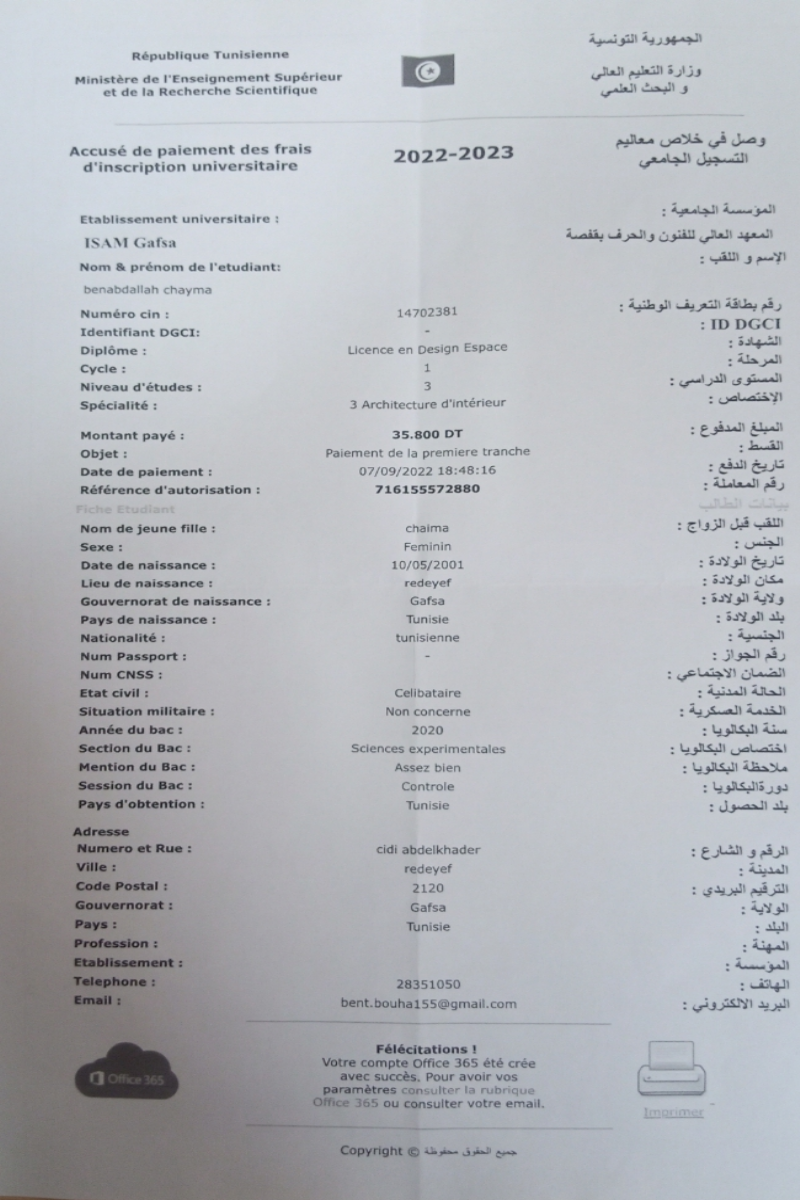 République Tunisienne
Ministère de l'Enseignement Supérieur
et de la Recherche Scientifique
الجمهورية التونسية
وزارة التعليم العالي
و البحث العلمي
Accusé de paiement des frais
d'inscription universitaire
2022-2023
وصل في خلاص معاليم
التسجيل الجامعي
Etablissement universitaire : المؤسسة الجامعية :
ISAM Gafsa المعهد العالي للفنون والحرف بقفصة
Nom & prénom de l'etudiant: الإسم و اللقب :
benabdallah chayma
Numéro cin : 14702381 رقم بطاقة التعريف الوطنية :
Identifiant DGCI: - ID DGCI :
Diplôme : Licence en Design Espace الشهادة :
Cycle : 1 المرحلة :
Niveau d'études : 3 المستوى الدراسي :
Spécialité : 3 Architecture d'intérieur الإختصاص :
Montant payé : 35.800 DT المبلغ المدفوع :
Objet : Paiement de la premiere tranche القسط :
Date de paiement : 07/09/2022 18:48:16 تاريخ الدفع :
Référence d'autorisation : 716155572880 رقم المعاملة :
Fiche Etudiant بيانات الطالب
Nom de jeune fille : chaima اللقب قبل الزواج :
Sexe : Feminin الجنس :
Date de naissance : 10/05/2001 تاريخ الولادة :
Lieu de naissance : redeyef مكان الولادة :
Gouvernorat de naissance : Gafsa ولاية الولادة :
Pays de naissance : Tunisie بلد الولادة :
Nationalité : tunisienne الجنسية :
Num Passport : - رقم الجواز :
Num CNSS : الضمان الاجتماعي :
Etat civil : Celibataire الحالة المدنية :
Situation militaire : Non concerne الخدمة العسكرية :
Année du bac : 2020 سنة البكالويا :
Section du Bac : Sciences experimentales اختصاص البكالويا :
Mention du Bac : Assez bien ملاحظة البكالويا :
Session du Bac : Controle دورةالبكالويا :
Pays d'obtention : Tunisie بلد الحصول :
Adresse
Numero et Rue : cidi abdelkhader الرقم و الشارع :
Ville : redeyef المدينة :
Code Postal : 2120 الترقيم البريدي :
Gouvernorat : Gafsa الولاية :
Pays : Tunisie البلد :
Profession : المهنة :
Etablissement : المؤسسة :
Telephone : 28351050 الهاتف :
Email : bent.bouha155@gmail.com البريد الالكتروني :
Office 365
Félécitations !
Votre compte Office 365 été crée
avec succès. Pour avoir vos
paramètres consulter la rubrique
Office 365 ou consulter votre email.
Imprimer
Copyright © جميع الحقوق محفوظة